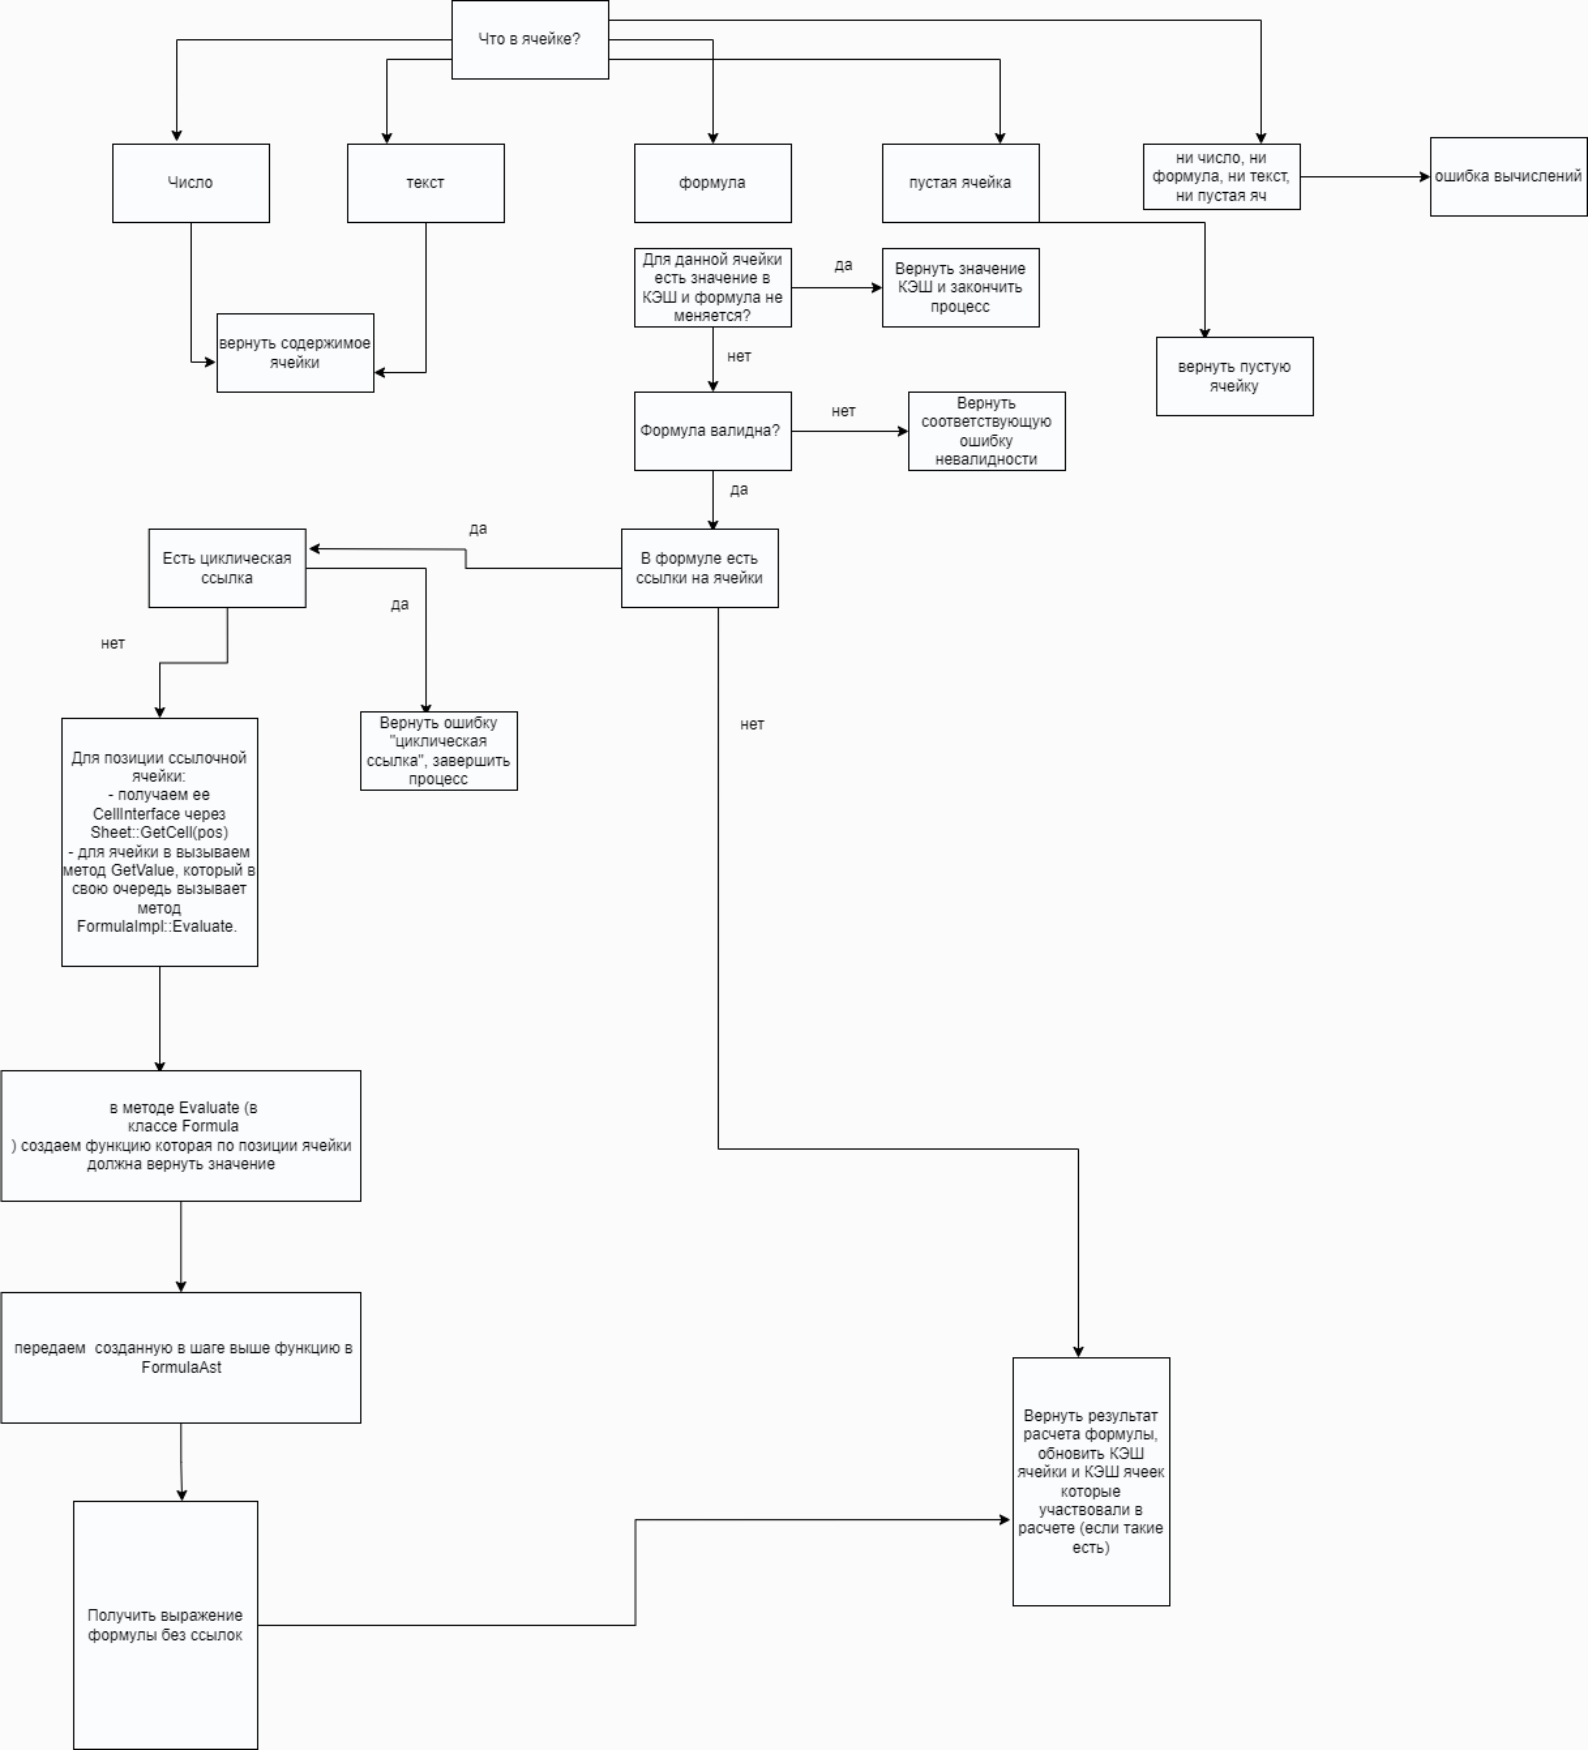 Что в ячейке?
Число
текст
формула
пустая ячейка
ни число, ни
формула, ни текст,
ни пустая яч
ошибка вычислений
Для данной ячейки
есть значение в
КЭШ и формула не
меняется?
да
Вернуть значение
КЭШ и закончить
процесс
вернуть содержимое
ячейки
нет
вернуть пустую
ячейку
Формула валидна?
нет
Вернуть
соответствующую
ошибку
невалидности
да
В формуле есть
ссылки на ячейки
да
Есть циклическая
ссылка
да
нет
Вернуть ошибку
"циклическая
ссылка", завершить
процесс
нет
Для позиции ссылочной
ячейки:
- получаем ее
CellInterface через
Sheet::GetCell(pos)
- для ячейки в вызываем
метод GetValue, который в
свою очередь вызывает
метод
FormulaImpl::Evaluate.
в методе Evaluate (в
классе Formula
) создаем функцию которая по позиции ячейки
должна вернуть значение
передаем  созданную в шаге выше функцию в
FormulaAst
Вернуть результат
расчета формулы,
обновить КЭШ
ячейки и КЭШ ячеек
которые
участвовали в
расчете (если такие
есть)
Получить выражение
формулы без ссылок